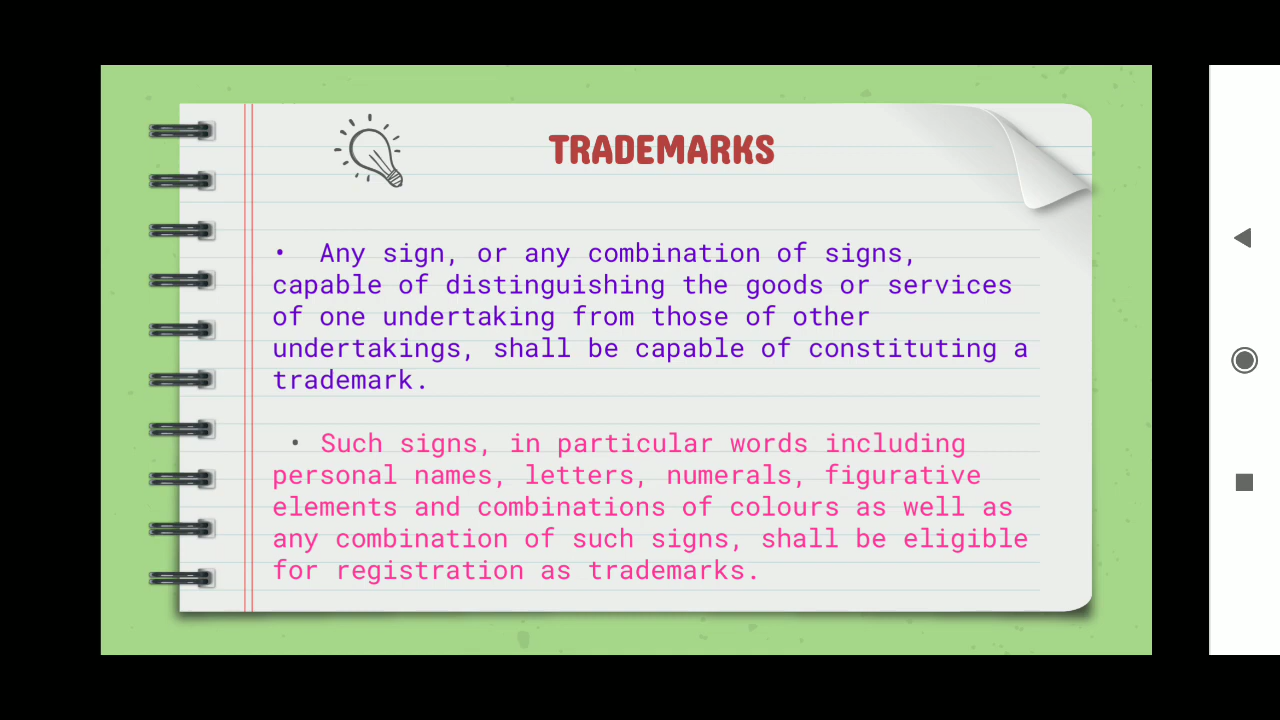 TRADEMARKS
• Any sign, or any combination of signs,
capable of distinguishing the goods or services
of one undertaking from those of other
undertakings, shall be capable of constituting a
trademark.
• Such signs, in particular words including
personal names, letters, numerals, figurative
elements and combinations of colours as well as
any combination of such signs, shall be eligible
for registration as trademarks.